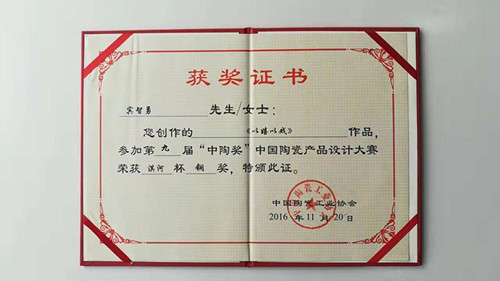 获奖证书
宾智勇 先生/女士：
您创作的 作品，
参加第九届“中陶奖”中国陶瓷产品设计大赛
荣获滨河杯铜奖，特颁此证。
中国陶瓷工业协会
2016年11月20日